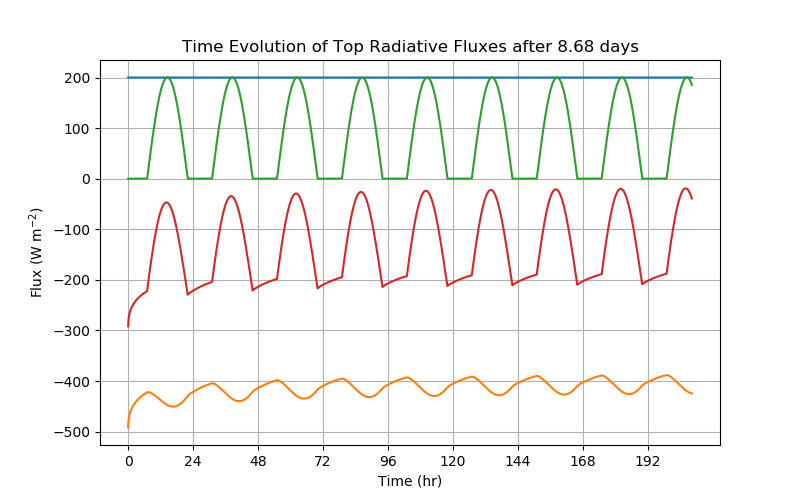 Time Evolution of Top Radiative Fluxes after 8.68 days
200
100
0
−100
−200
−300
−400
−500
Flux (W m−2)
0 24 48 72 96 120 144 168 192
Time (hr)